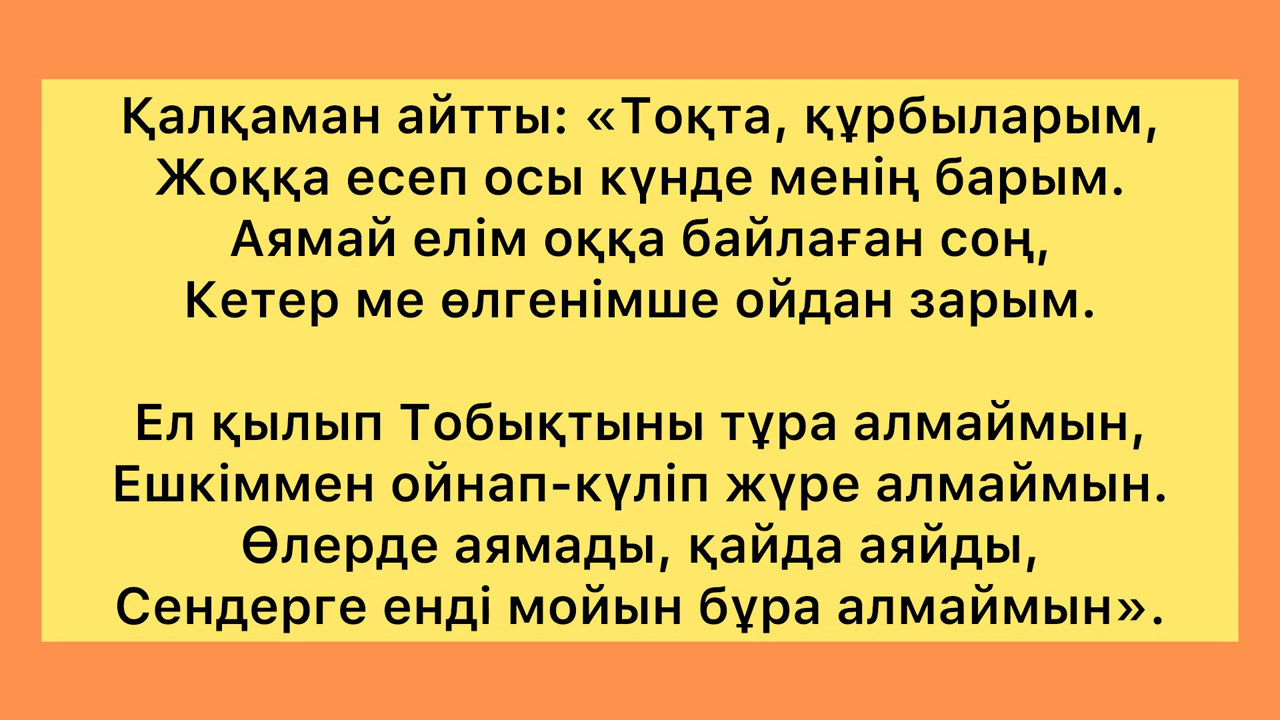 Қалқаман айтты: «Тоқта, құрбыларым,
Жоққа есеп осы күнде менің барым.
Аямай елім оққа байлаған соң,
Кетер ме өлгенімше ойдан зарым.
Ел қылып Тобықтыны тұра алмаймын,
Ешкіммен ойнап-күліп жүре алмаймын.
Өлерде аямады, қайда аяйды,
Сендерге енді мойын бұра алмаймын».